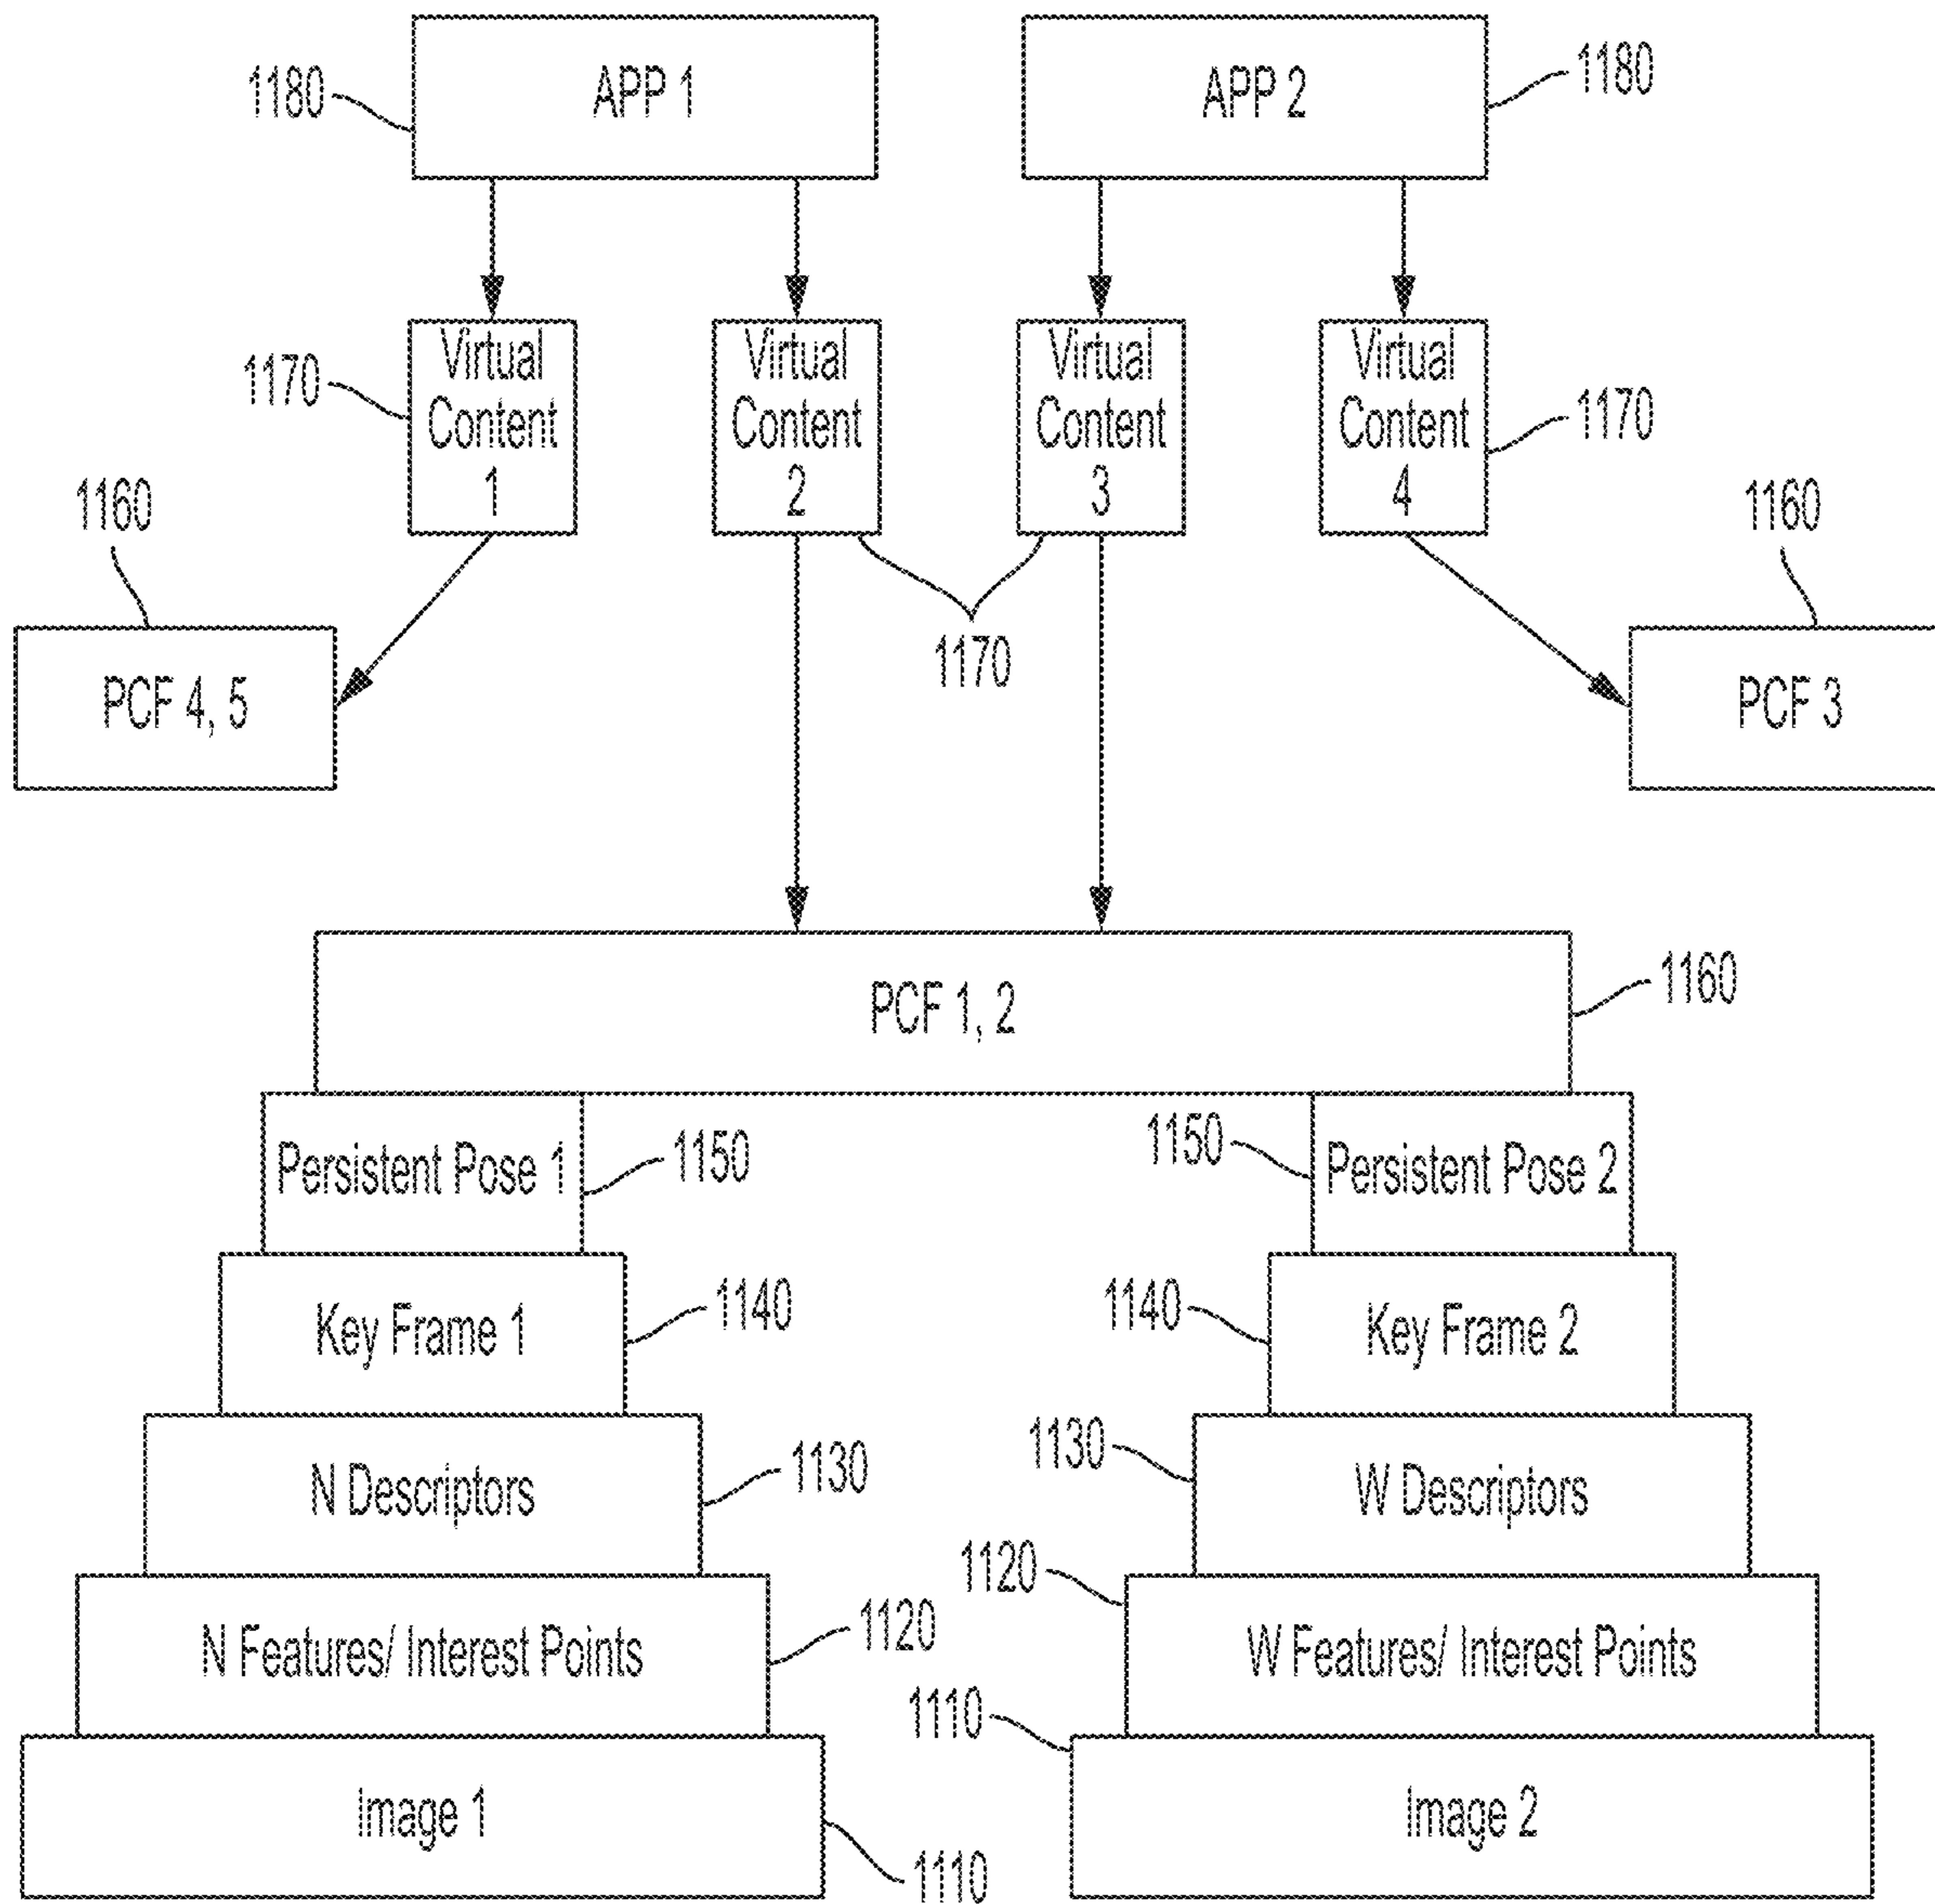 1180
APP 1
APP 2
1180
1170
Virtual
Content
1
Virtual
Content
2
Virtual
Content
3
Virtual
Content
4
1170
1160
1160
1170
PCF 4, 5
PCF 3
PCF 1, 2
1160
Persistent Pose 1
1150
1150
Persistent Pose 2
Key Frame 1
1140
1140
Key Frame 2
N Descriptors
1130
1130
W Descriptors
N Features/ Interest Points
1120
1120
W Features/ Interest Points
Image 1
1110
1110
Image 2